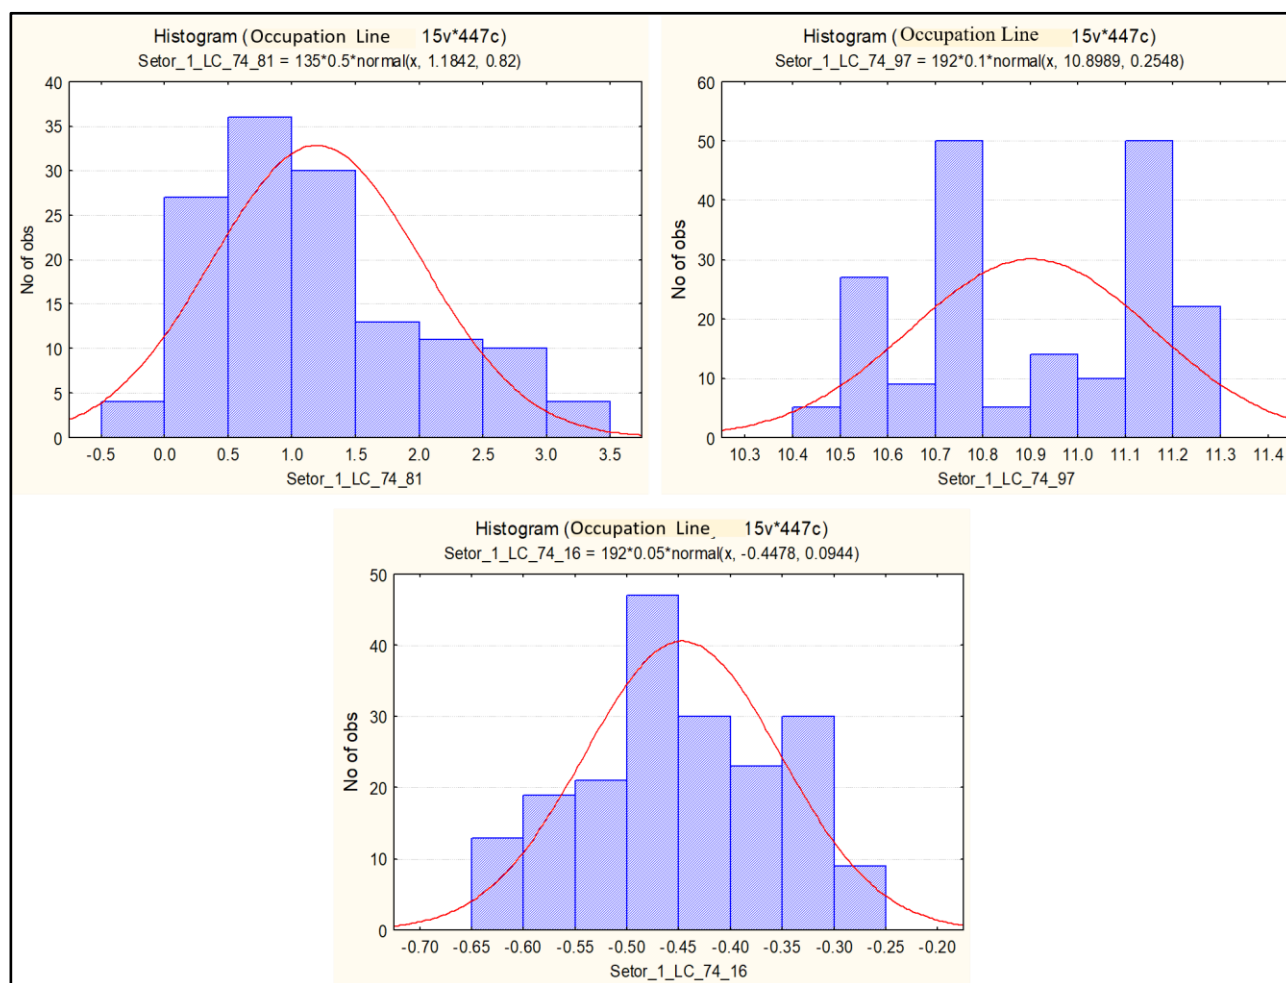 Histogram (Occupation Line 15v*447c)
Setor_1_LC_74_81 = 135*0.5*normal(x, 1.1842, 0.82)
40
35
30
25
20
15
10
5
0
No of obs
-0.5 0.0 0.5 1.0 1.5 2.0 2.5 3.0 3.5
Setor_1_LC_74_81
Histogram (Occupation Line 15v*447c)
Setor_1_LC_74_97 = 192*0.1*normal(x, 10.8989, 0.2548)
60
50
40
30
20
10
0
No of obs
10.3 10.4 10.5 10.6 10.7 10.8 10.9 11.0 11.1 11.2 11.3 11.4
Setor_1_LC_74_97
Histogram (Occupation Line, 15v*447c)
Setor_1_LC_74_16 = 192*0.05*normal(x, -0.4478, 0.0944)
50
40
30
20
10
0
No of obs
-0.70 -0.65 -0.60 -0.55 -0.50 -0.45 -0.40 -0.35 -0.30 -0.25 -0.20
Setor_1_LC_74_16